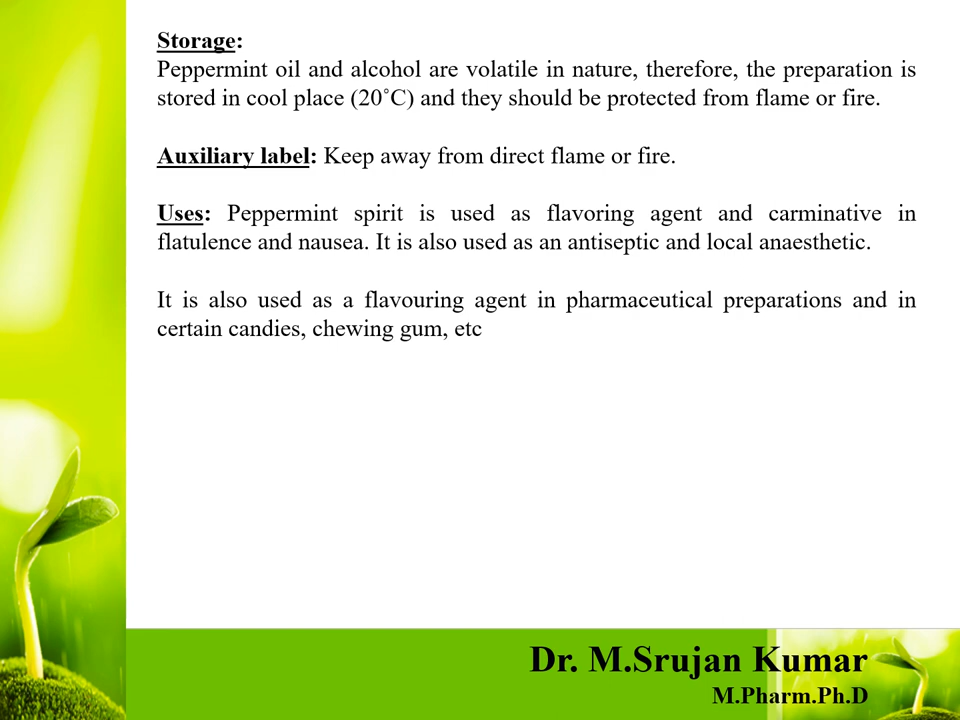 Storage:
Peppermint oil and alcohol are volatile in nature, therefore, the preparation is
stored in cool place (20˚C) and they should be protected from flame or fire.
Auxiliary label: Keep away from direct flame or fire.
Uses: Peppermint spirit is used as flavoring agent and carminative in
flatulence and nausea. It is also used as an antiseptic and local anaesthetic.
It is also used as a flavouring agent in pharmaceutical preparations and in
certain candies, chewing gum, etc
Dr. M.Srujan Kumar
M.Pharm.Ph.D